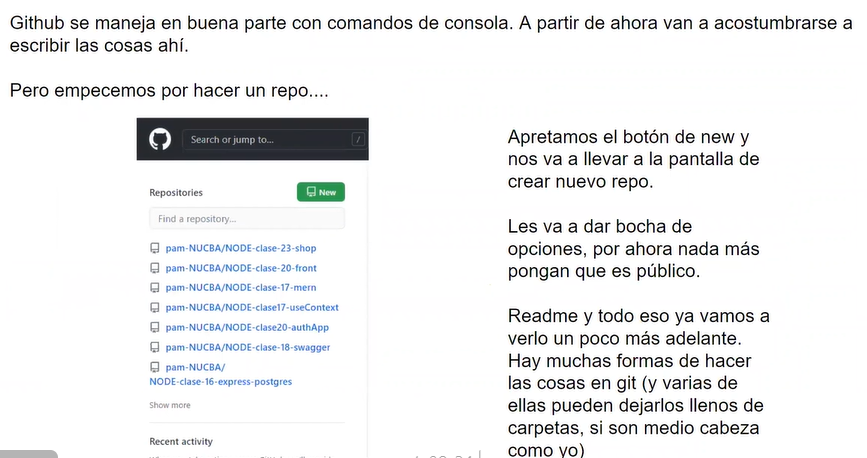 Github se maneja en buena parte con comandos de consola. A partir de ahora van a acostumbrarse a
escribir las cosas ahí.
Pero empecemos por hacer un repo....
Search or jump to...
/
Repositories
New
Find a repository...
pam-NUCBA/NODE-clase-23-shop
pam-NUCBA/NODE-clase-20-front
pam-NUCBA/NODE-clase-17-mern
pam-NUCBA/NODE-clase17-useContext
pam-NUCBA/NODE-clase20-authApp
pam-NUCBA/NODE-clase-18-swagger
pam-NUCBA/
NODE-clase-16-express-postgres
Show more
Recent activity
Apretamos el botón de new y
nos va a llevar a la pantalla de
crear nuevo repo.
Les va a dar bocha de
opciones, por ahora nada más
pongan que es público.
Readme y todo eso ya vamos a
verlo un poco más adelante.
Hay muchas formas de hacer
las cosas en git (y varias de
ellas pueden dejarlos llenos de
carpetas, si son medio cabeza
como yo)